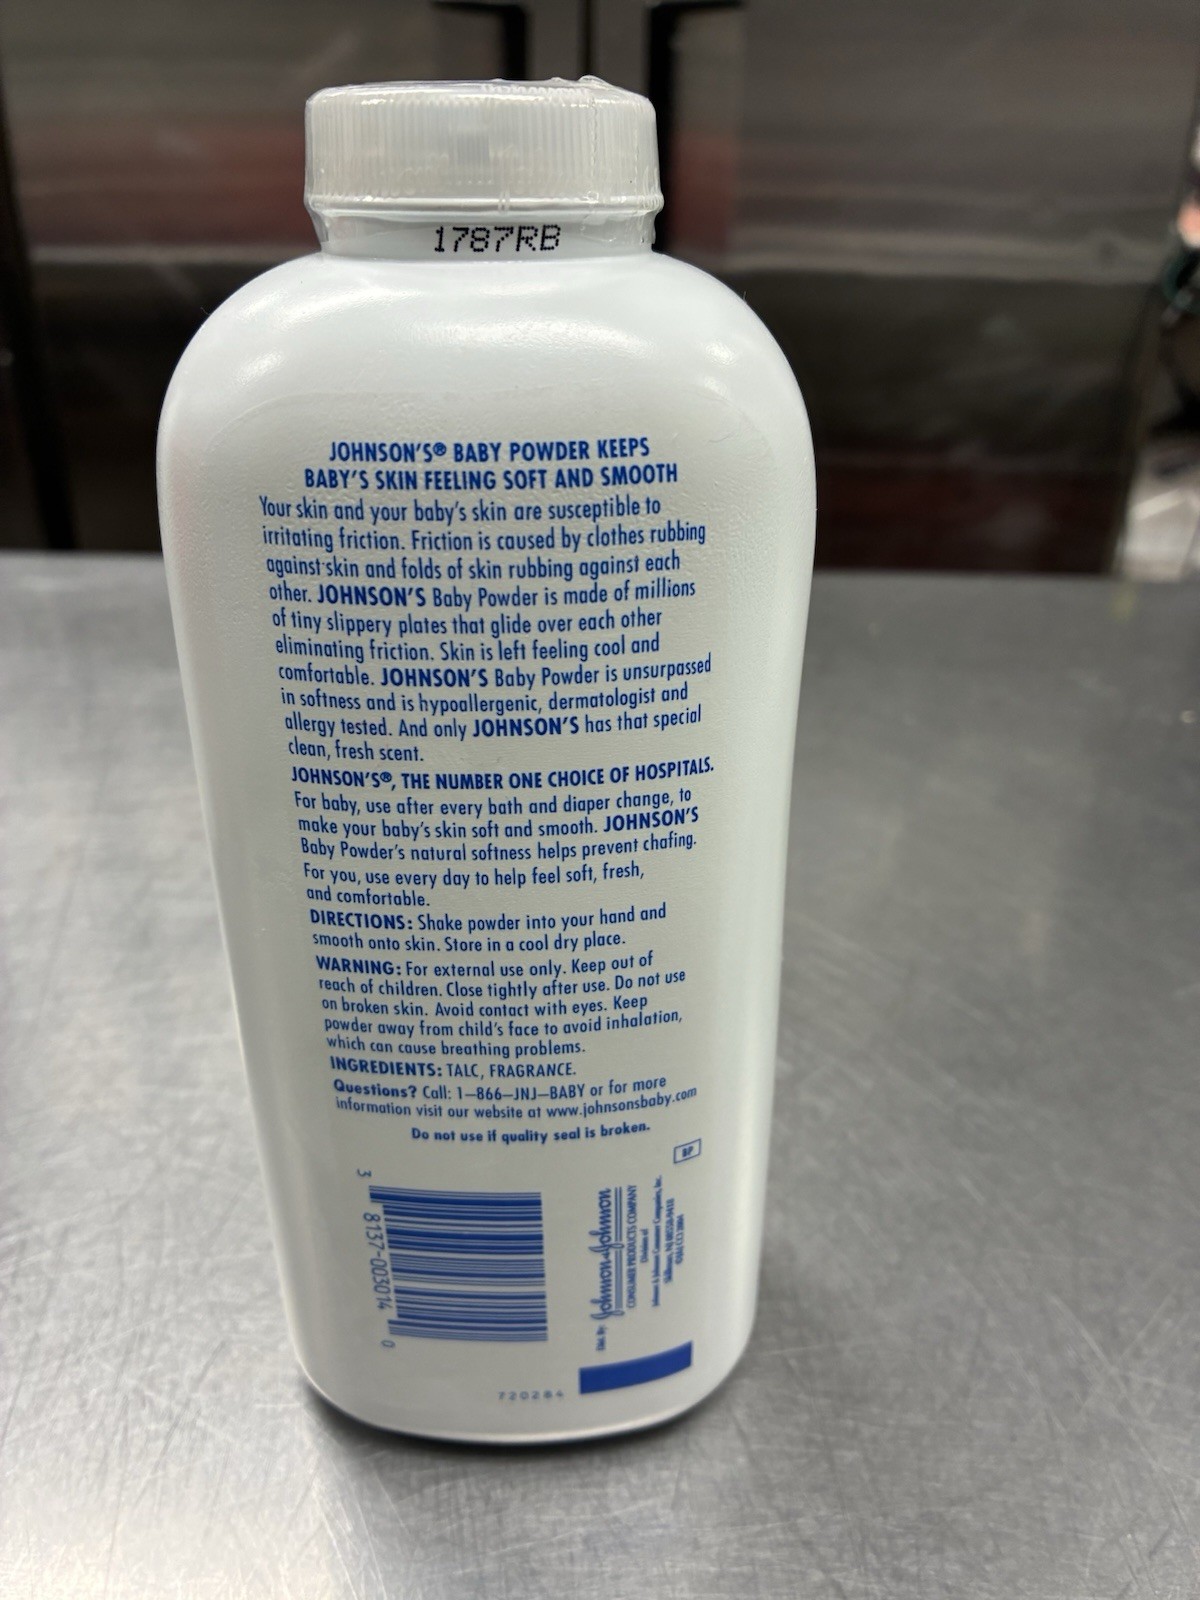 1787RB
JOHNSON'S® BABY POWDER KEEPS
BABY'S SKIN FEELING SOFT AND SMOOTH
Your skin and your baby's skin are susceptible to
irritating friction. Friction is caused by clothes rubbing
against skin and folds of skin rubbing against each
other. JOHNSON'S Baby Powder is made of millions
of tiny slippery plates that glide over each other
eliminating friction. Skin is left feeling cool and
comfortable. JOHNSON'S Baby Powder is unsurpassed
in softness and is hypoallergenic, dermatologist and
allergy tested. And only JOHNSON'S has that special
clean, fresh scent.
JOHNSON'S®, THE NUMBER ONE CHOICE OF HOSPITALS.
For baby, use after every bath and diaper change, to
make your baby's skin soft and smooth. JOHNSON'S
Baby Powder's natural softness helps prevent chafing.
For you, use every day to help feel soft, fresh,
and comfortable.
DIRECTIONS: Shake powder into your hand and
smooth onto skin. Store in a cool dry place.
WARNING: For external use only. Keep out of
reach of children. Close tightly after use. Do not use
on broken skin. Avoid contact with eyes. Keep
powder away from child's face to avoid inhalation,
which can cause breathing problems.
INGREDIENTS: TALC, FRAGRANCE.
Questions? Call: 1–866–JNJ–BABY or for more
information visit our website at www.johnsonsbaby.com
Do not use if quality seal is broken.
BP
3 8137-003014 0
Johnson & Johnson
CONSUMER PRODUCTS COMPANY
Division of
Johnson & Johnson Consumer Companies, Inc.
720284